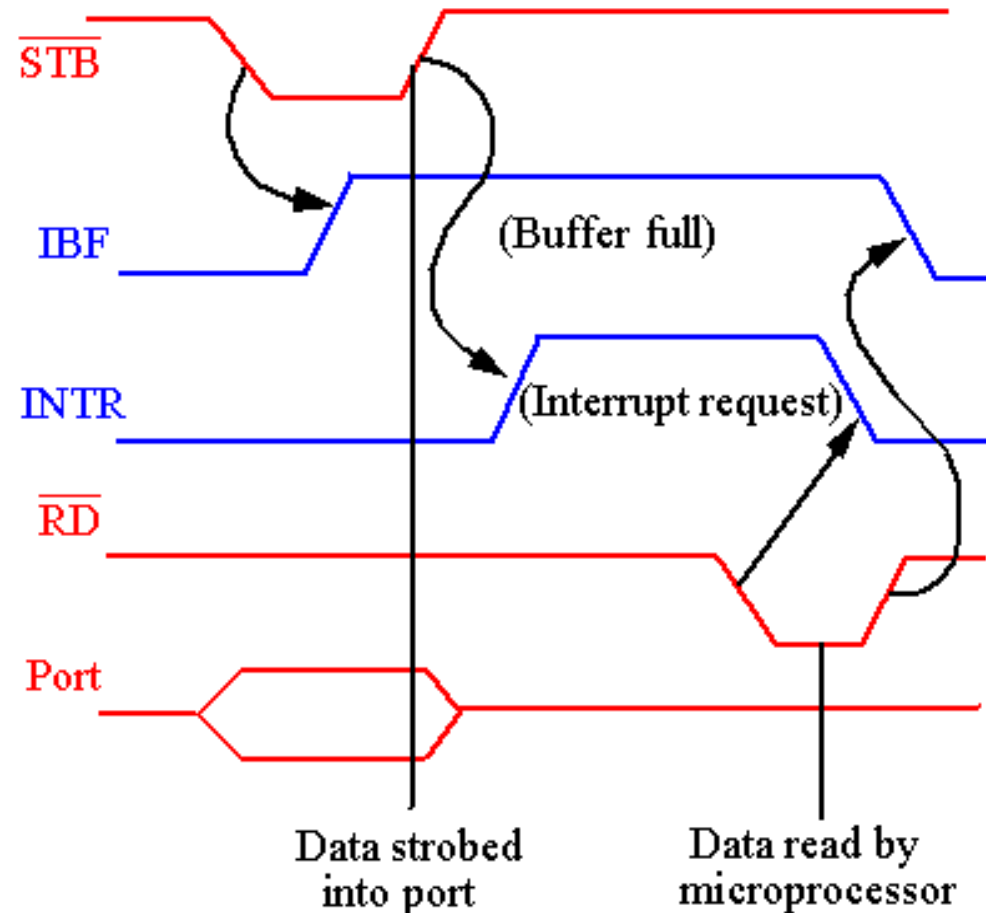 STB
IBF
(Buffer full)
INTR
(Interrupt request)
RD
Port
Data strobed
into port
Data read by
microprocessor